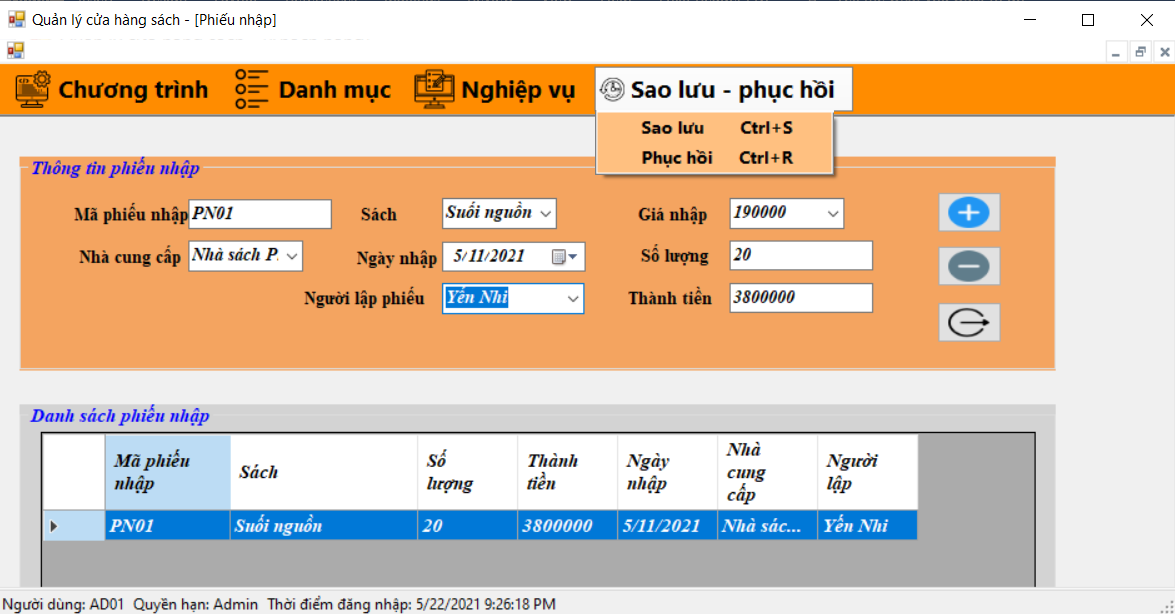 Quản lý cửa hàng sách - [Phiếu nhập]
Chương trình Danh mục Nghiệp vụ Sao lưu - phục hồi
Sao lưu Ctrl+S
Phục hồi Ctrl+R
Thông tin phiếu nhập
Mã phiếu nhập PN01 Sách Suối nguồn Giá nhập 190000
Nhà cung cấp Nhà sách P. Ngày nhập 5/11/2021 Số lượng 20
Người lập phiếu Yến Nhi Thành tiền 3800000
Danh sách phiếu nhập
Mã phiếu nhập Sách Số lượng Thành tiền Ngày nhập Nhà cung cấp Người lập
PN01 Suối nguồn 20 3800000 5/11/2021 Nhà sác... Yến Nhi
Người dùng: AD01 Quyền hạn: Admin Thời điểm đăng nhập: 5/22/2021 9:26:18 PM